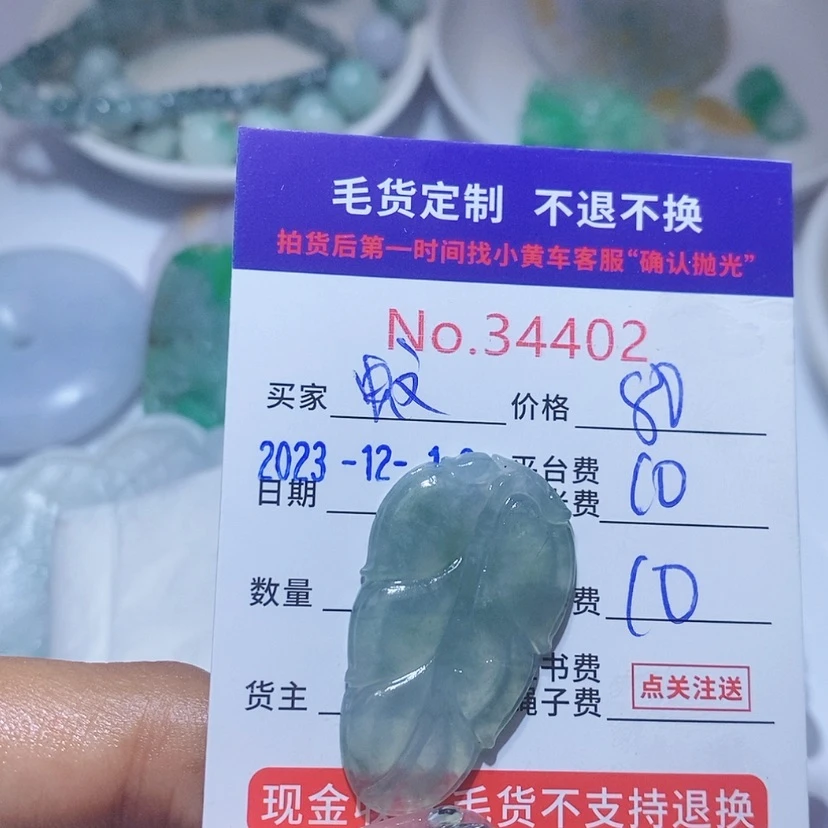 毛货定制 不退不换
拍货后第一时间找小黄车客服“确认抛光”
No.34402
买家
价格 80
2023-12-1
日期
平台费
费 10
数量
费 10
货主
书费
绳子费
点关注送
现金
毛货不支持退换